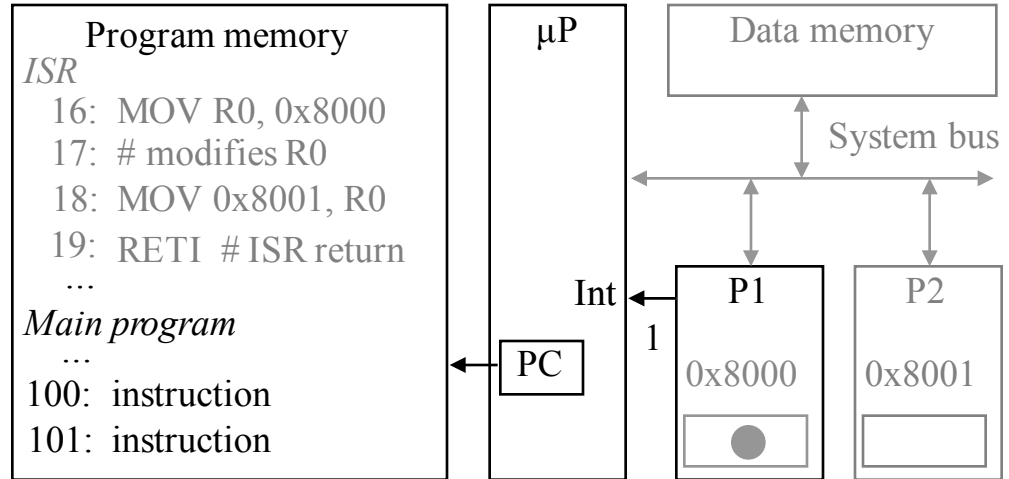 Program memory
ISR
16: MOV R0, 0x8000
17: # modifies R0
18: MOV 0x8001, R0
19: RETI # ISR return
...
Main program
...
100: instruction
101: instruction
µP
Int
PC
Data memory
System bus
1
P1
0x8000
P2
0x8001